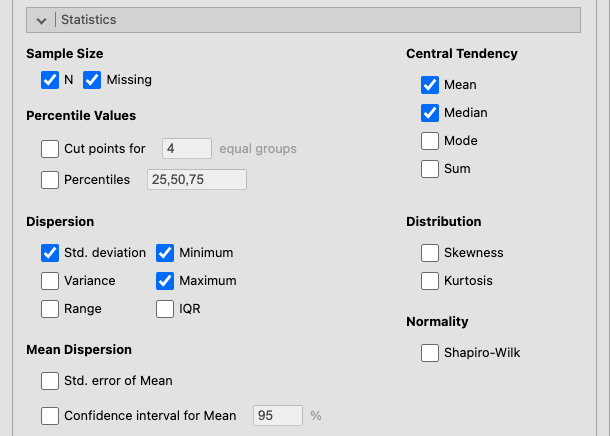 Statistics
Sample Size
N Missing
Percentile Values
Cut points for 4 equal groups
Percentiles 25,50,75
Central Tendency
Mean
Median
Mode
Sum
Dispersion
Std. deviation Minimum
Variance Maximum
Range IQR
Distribution
Skewness
Kurtosis
Normality
Shapiro-Wilk
Mean Dispersion
Std. error of Mean
Confidence interval for Mean 95 %